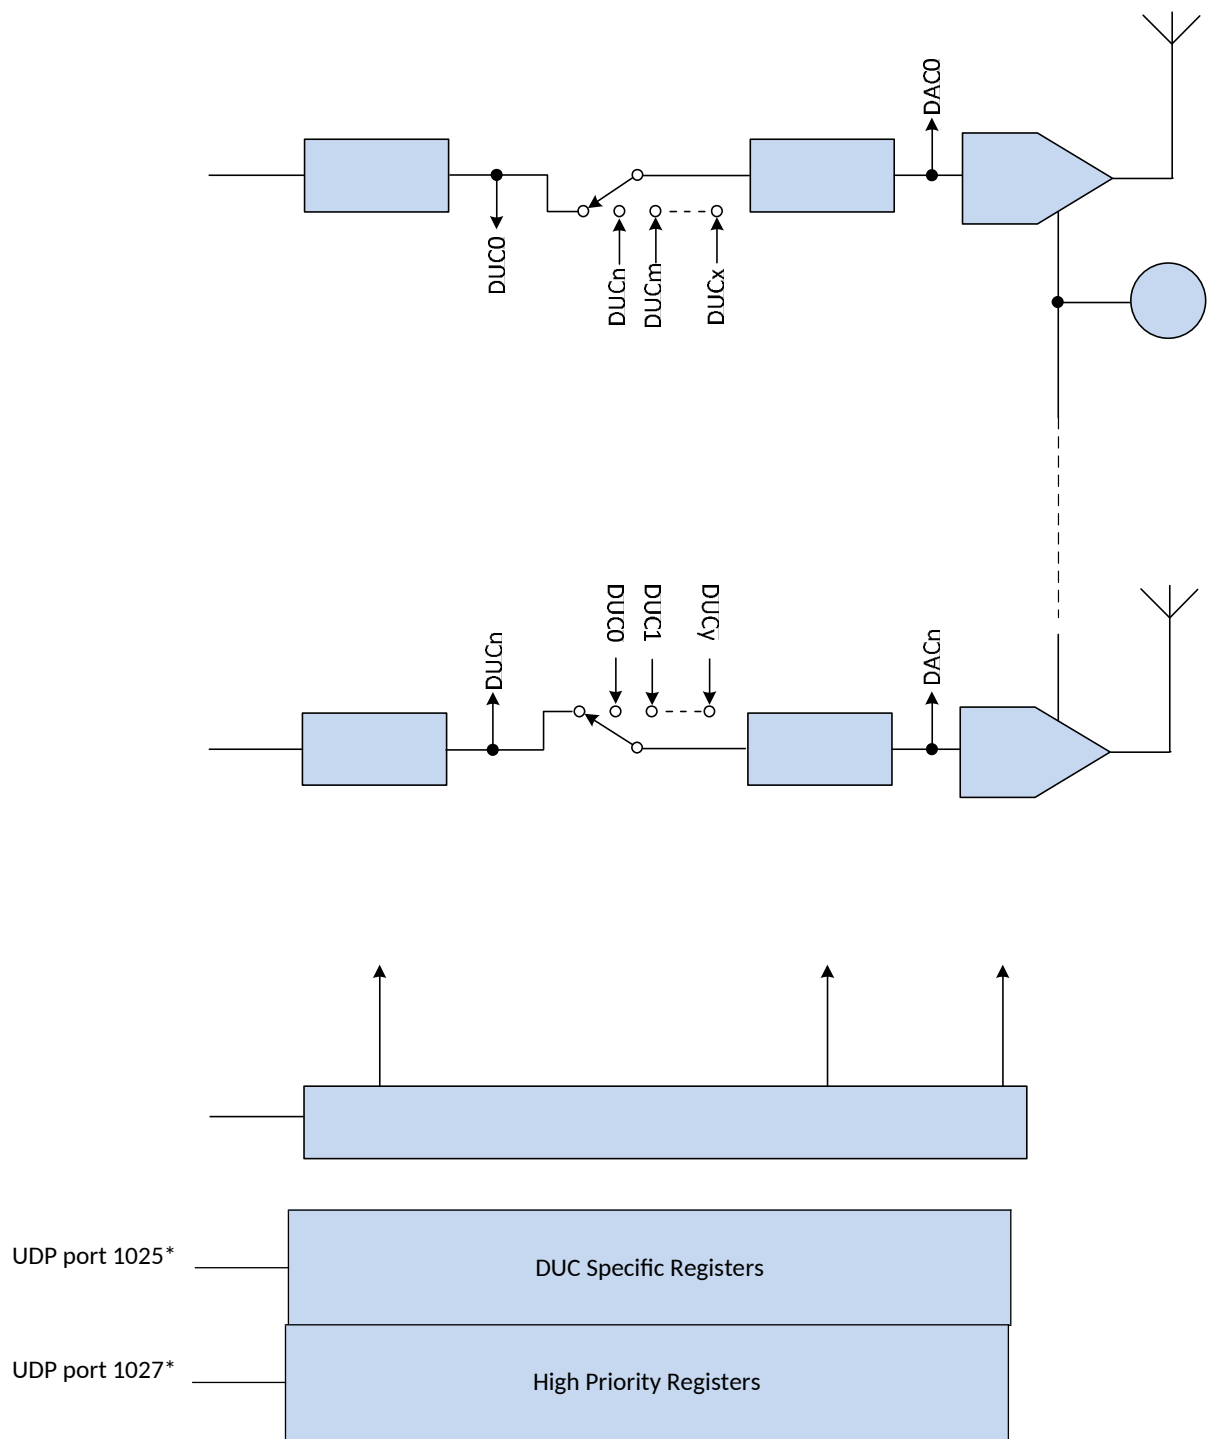 DAC0
DUC0
DUCn
DUCm
DUCx
DUC0
DUC1
DUCy
DUCn
DACn
UDP port 1025*
DUC Specific Registers
UDP port 1027*
High Priority Registers